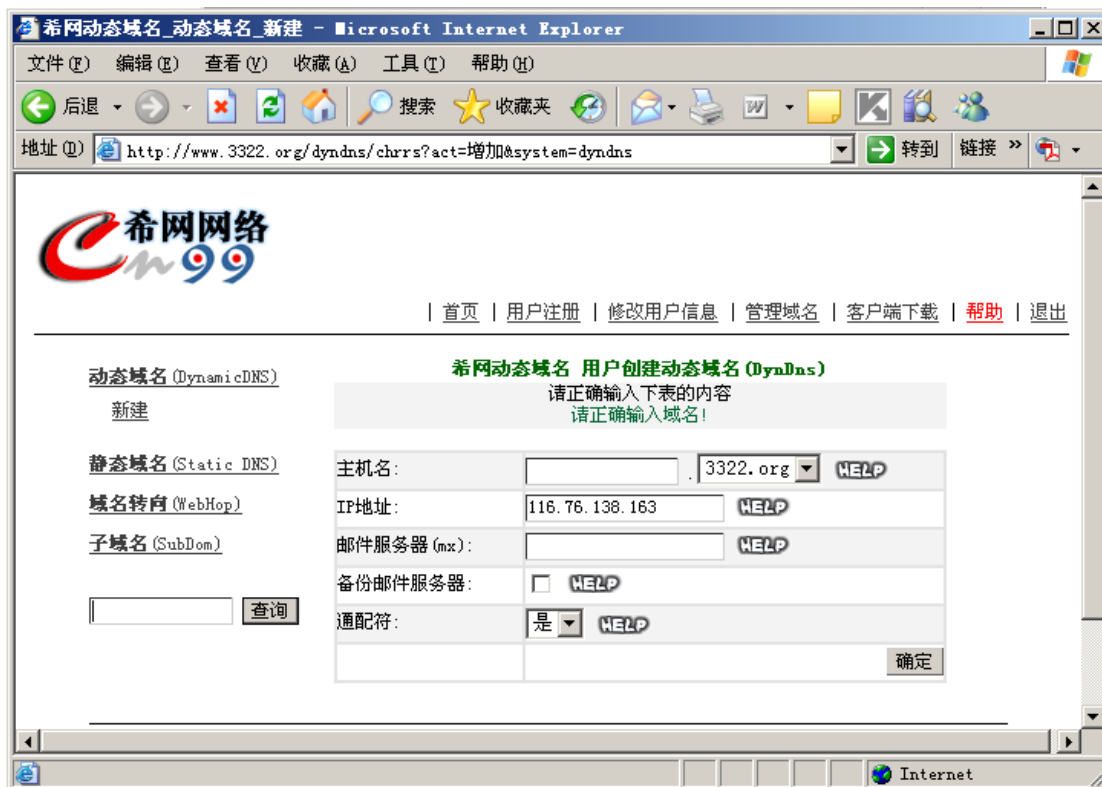 希网动态域名_动态域名_新建 - Microsoft Internet Explorer
文件(F) 编辑(E) 查看(V) 收藏(A) 工具(T) 帮助(H)
后退 搜索 收藏夹
地址(D) http://www.3322.org/dyndns/chrrs?act=增加&system=dyndns 转到 链接 »
希网网络
cn99
| 首页 | 用户注册 | 修改用户信息 | 管理域名 | 客户端下载 | 帮助 | 退出
动态域名(DynamicDNS)
新建
静态域名(Static DNS)
域名转向(WebHop)
子域名(SubDom)
查询
希网动态域名 用户创建动态域名(DynDns)
请正确输入下表的内容
请正确输入域名!
主机名: . 3322.org HELP
IP地址: 116.76.138.163 HELP
邮件服务器(mx): HELP
备份邮件服务器: HELP
通配符: 是 HELP
确定
Internet